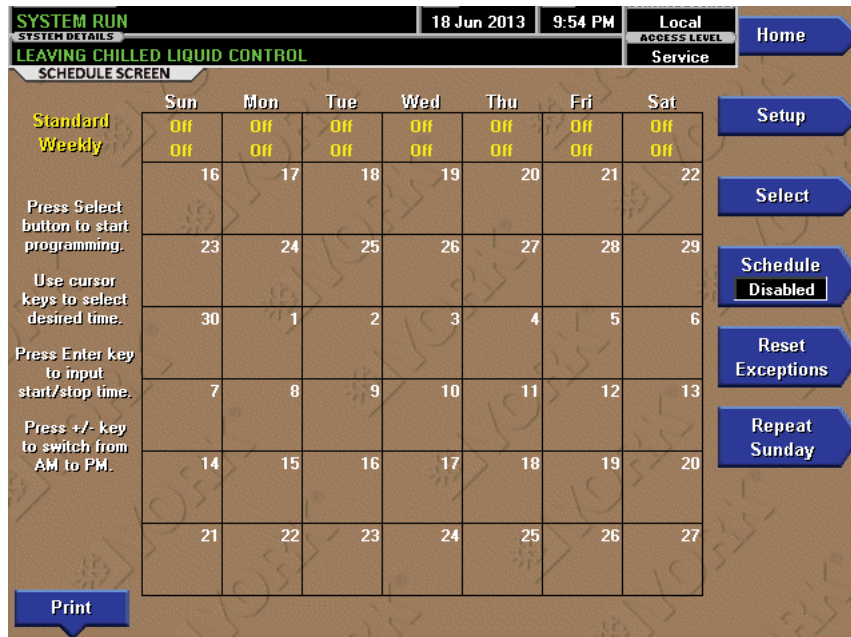 SYSTEM RUN
18 Jun 2013
9:54 PM
Local
Home
SYSTEM DETAILS
ACCESS LEVEL
LEAVING CHILLED LIQUID CONTROL
Service
SCHEDULE SCREEN
Sun Mon Tue Wed Thu Fri Sat
Standard Off Off Off Off Off Off Off
Weekly Off Off Off Off Off Off Off
Setup
16 17 18 19 20 21 22
Press Select
button to start
programming.
Select
23 24 25 26 27 28 29
Use cursor
keys to select
desired time.
Schedule
Disabled
30 1 2 3 4 5 6
Press Enter key
to input
start/stop time.
Reset
Exceptions
7 8 9 10 11 12 13
Press +/- key
to switch from
AM to PM.
Repeat
Sunday
14 15 16 17 18 19 20
21 22 23 24 25 26 27
Print
YORK